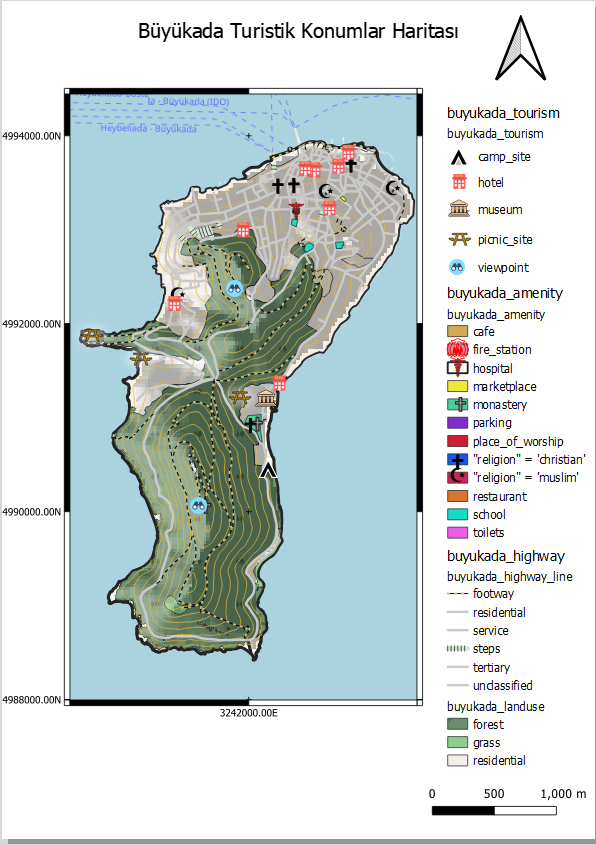 Büyükada Turistik Konumlar Haritası
(IDO)
Heybeliada - Büyükada
4994000.00N
4992000.00N
4990000.00N
4988000.00N
3242000.00E
buyukada_tourism
buyukada_tourism
camp_site
hotel
museum
picnic_site
viewpoint
buyukada_amenity
buyukada_amenity
cafe
fire_station
hospital
marketplace
monastery
parking
place_of_worship
"religion" = 'christian'
"religion" = 'muslim'
restaurant
school
toilets
buyukada_highway
buyukada_highway_line
footway
residential
service
steps
tertiary
unclassified
buyukada_landuse
forest
grass
residential
0 500 1,000 m